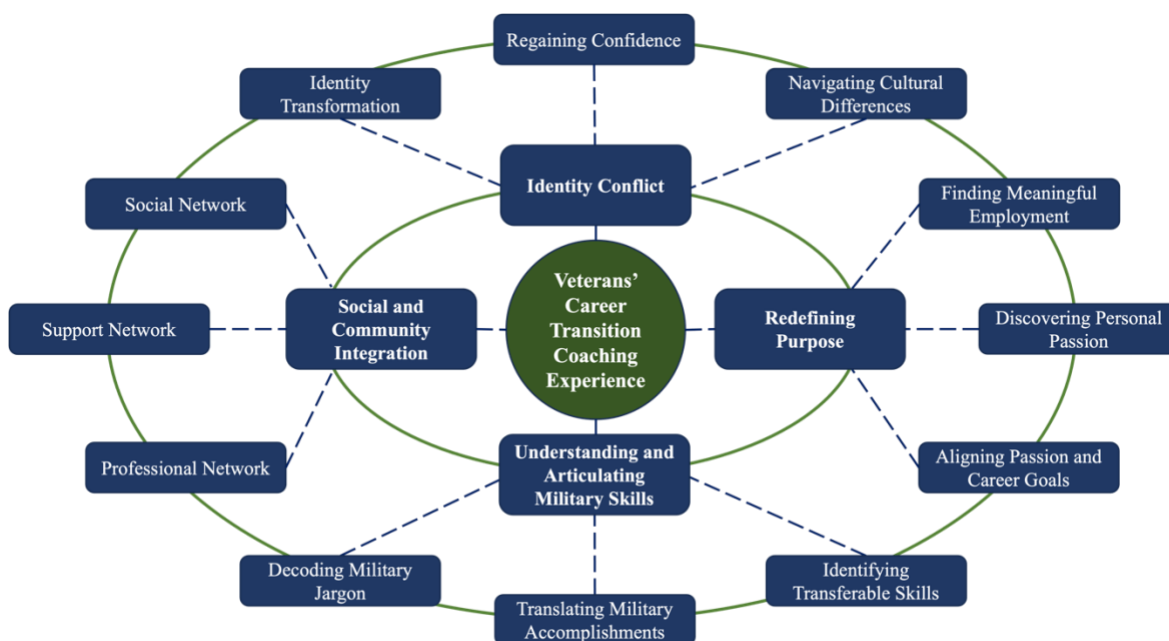 Regaining Confidence
Identity
Transformation
Navigating Cultural
Differences
Identity Conflict
Social Network
Finding Meaningful
Employment
Veterans’
Career
Transition
Coaching
Experience
Support Network
Social and
Community
Integration
Redefining
Purpose
Discovering Personal
Passion
Professional Network
Understanding and
Articulating
Military Skills
Aligning Passion and
Career Goals
Decoding Military
Jargon
Translating Military
Accomplishments
Identifying
Transferable Skills